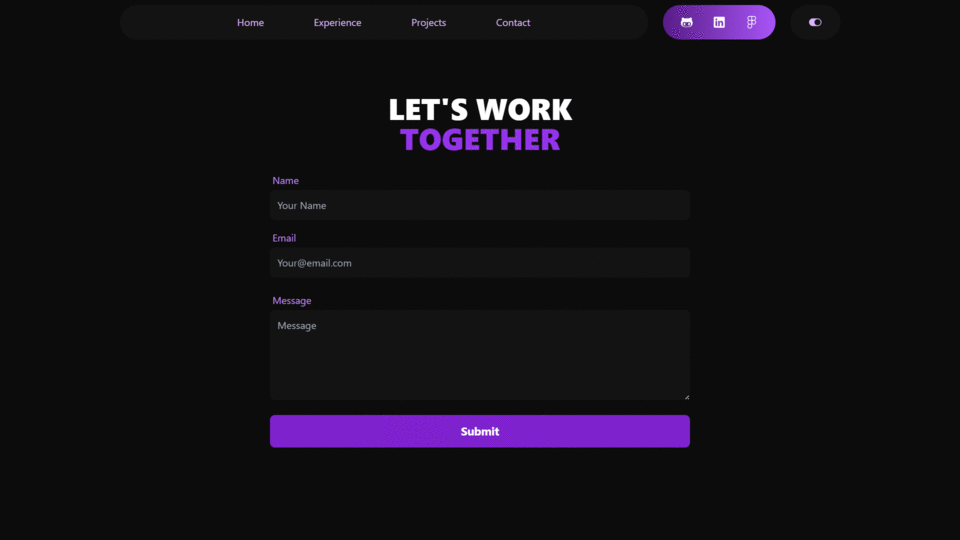 Home Experience Projects Contact
LET'S WORK
TOGETHER
Name
Your Name
Email
Your@email.com
Message
Message
Submit